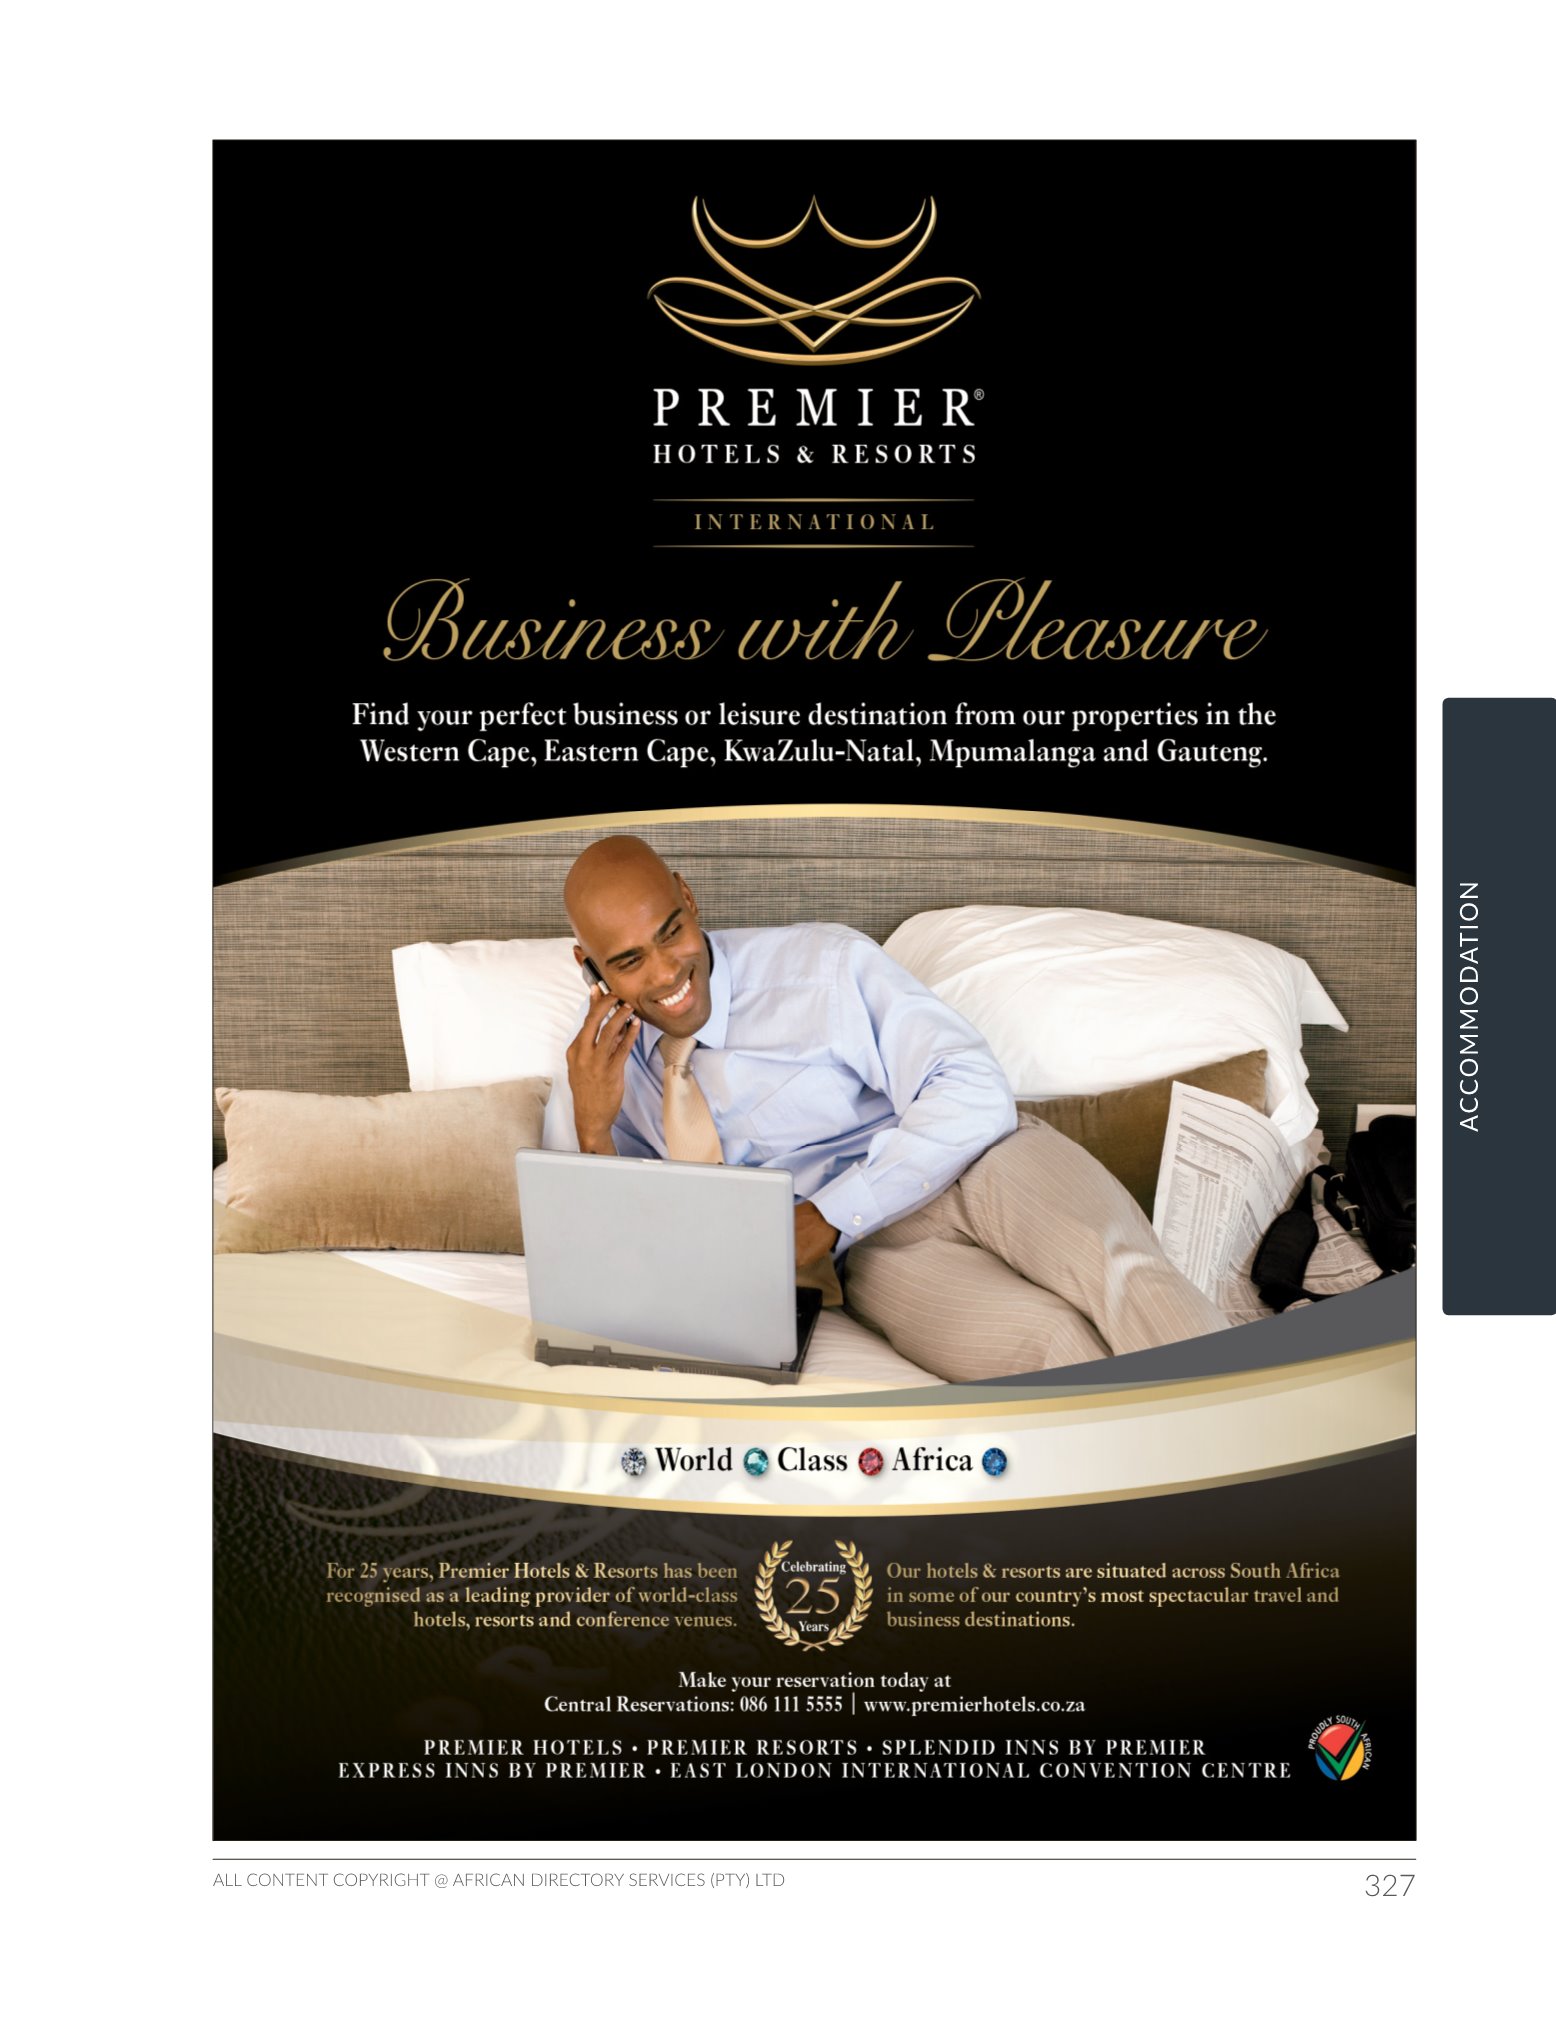 PREMIER®
HOTELS & RESORTS
INTERNATIONAL
Business with Pleasure
Find your perfect business or leisure destination from our properties in the
Western Cape, Eastern Cape, KwaZulu-Natal, Mpumalanga and Gauteng.
ACCOMMODATION
World Class Africa
For 25 years, Premier Hotels & Resorts has been
recognised as a leading provider of world-class
hotels, resorts and conference venues.
Celebrating
25
Years
Our hotels & resorts are situated across South Africa
in some of our country's most spectacular travel and
business destinations.
Make your reservation today at
Central Reservations: 086 111 5555 | www.premierhotels.co.za
PREMIER HOTELS • PREMIER RESORTS • SPLENDID INNS BY PREMIER
EXPRESS INNS BY PREMIER • EAST LONDON INTERNATIONAL CONVENTION CENTRE
PROUDLY SOUTH AFRICAN
ALL CONTENT COPYRIGHT @ AFRICAN DIRECTORY SERVICES (PTY) LTD
327